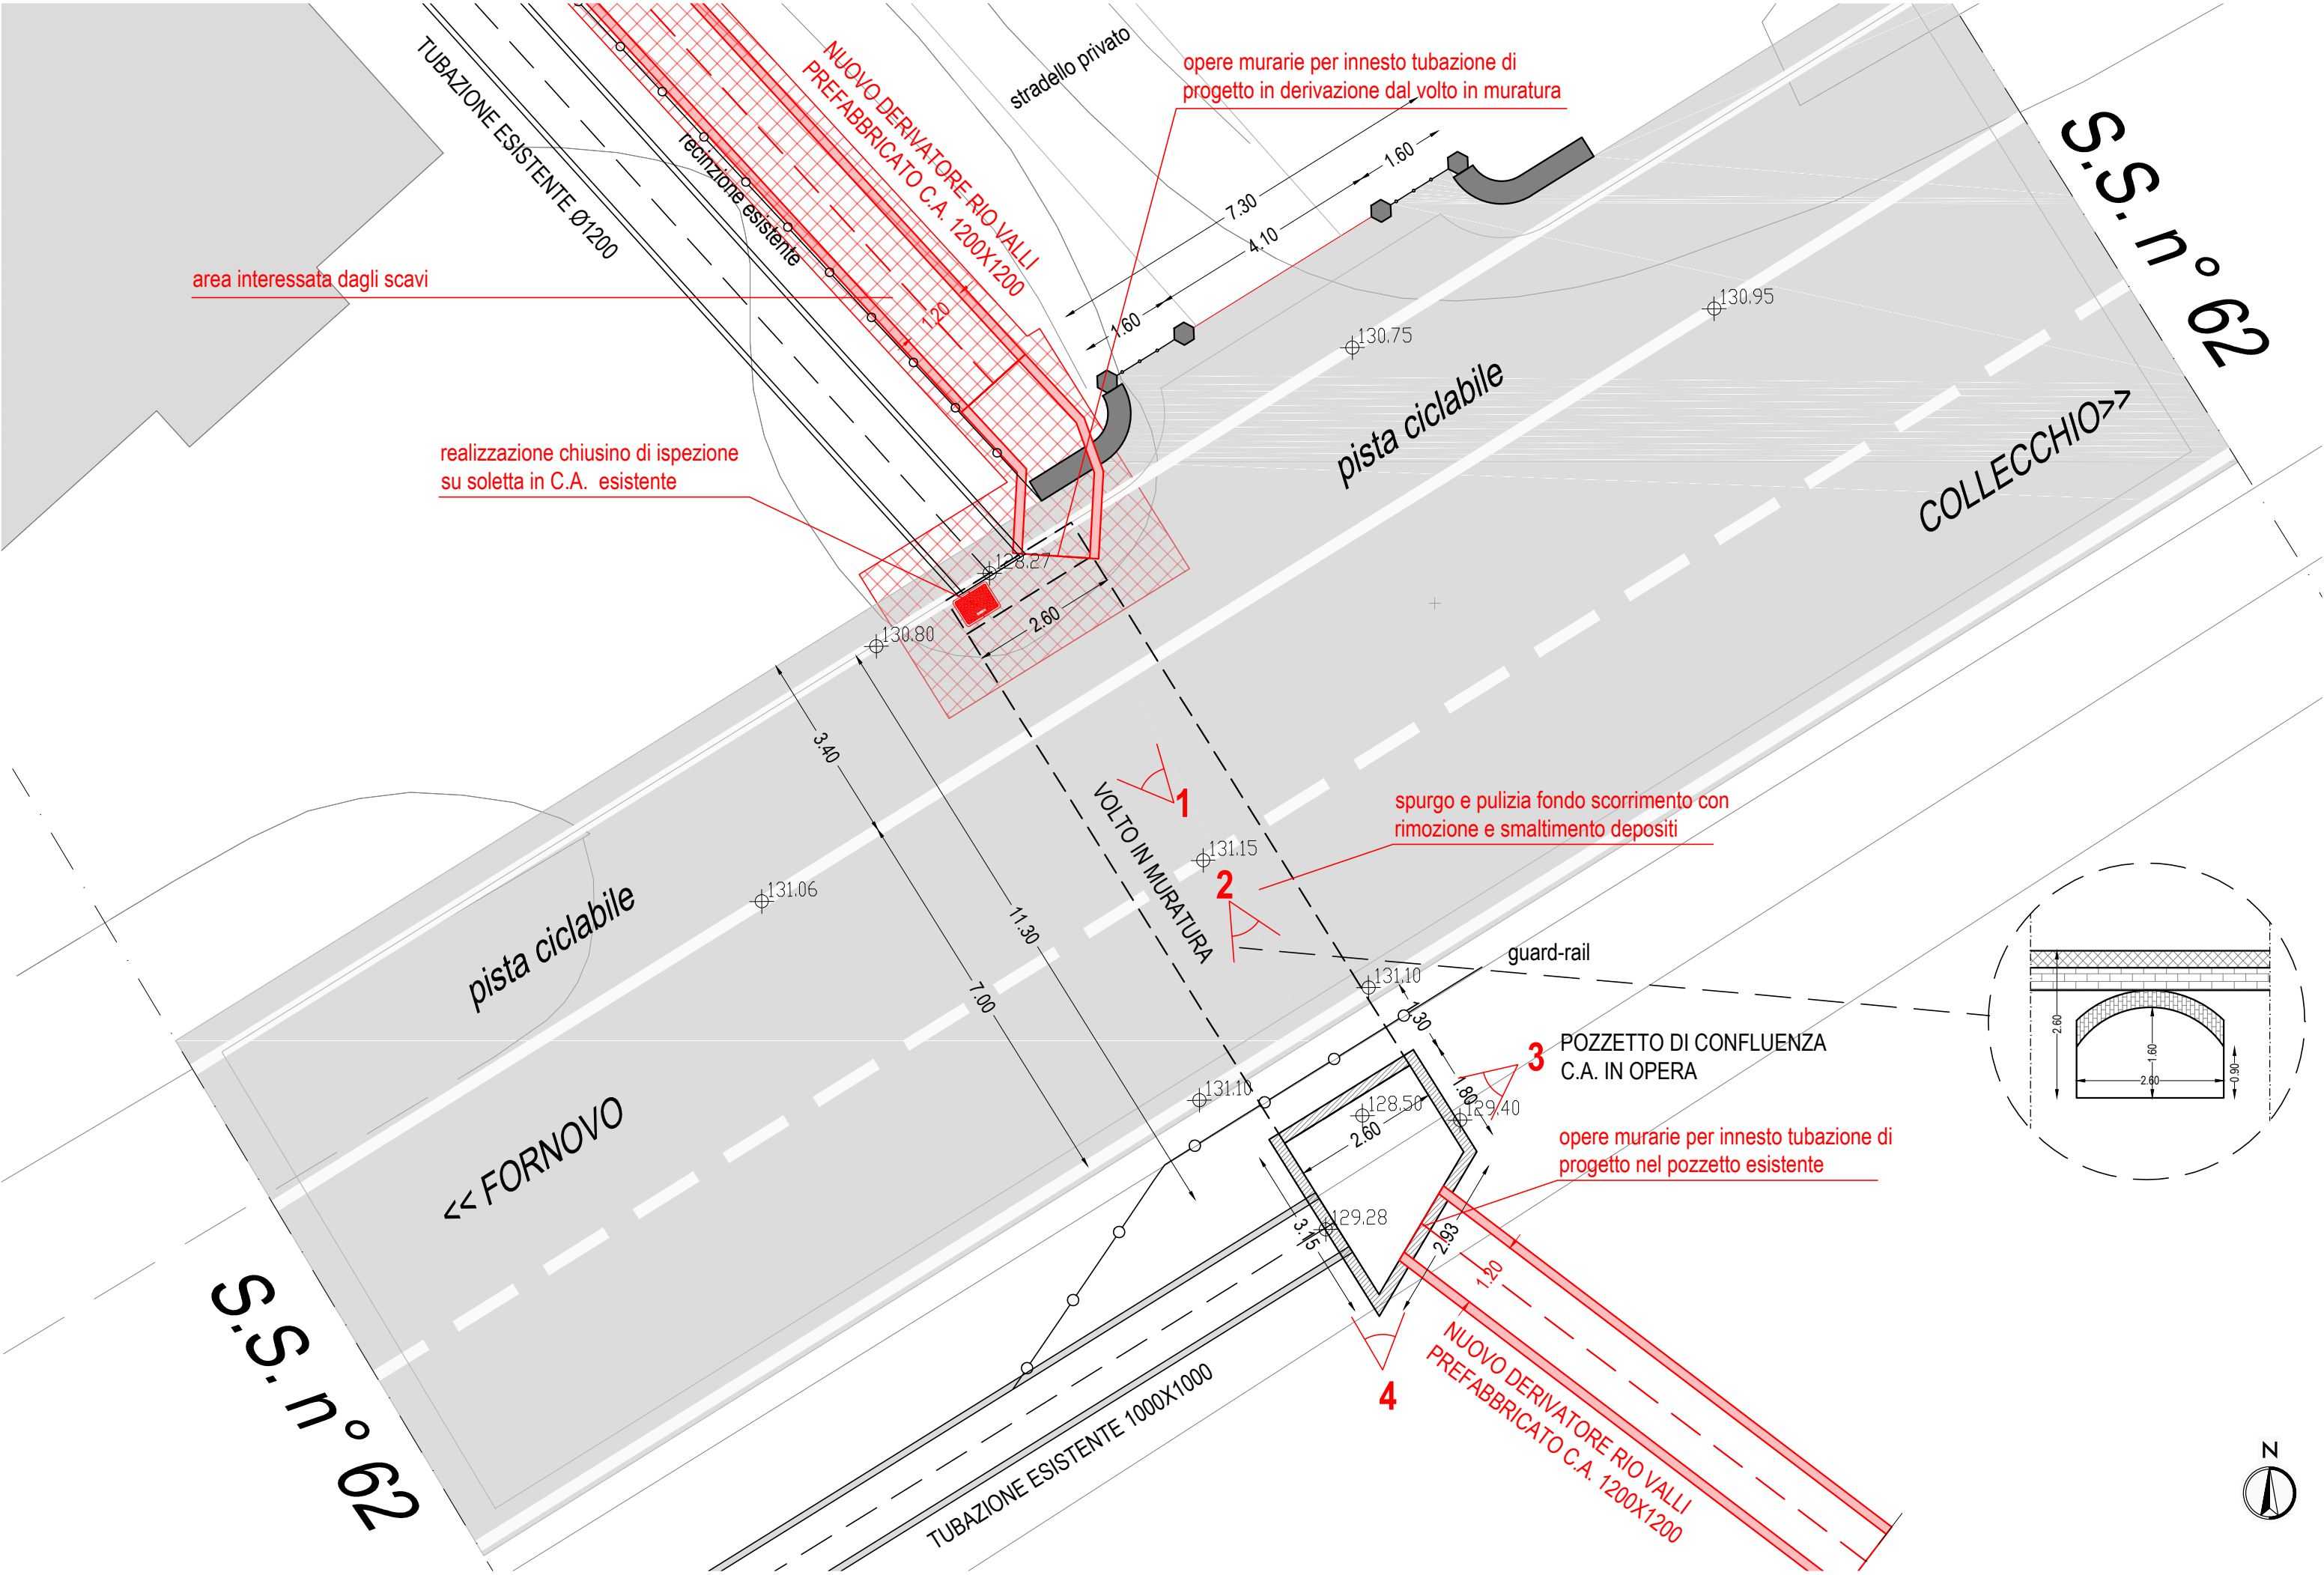 TUBAZIONE ESISTENTE Ø1200
recinzione esistente
NUOVO DERIVATORE RIO VALLI
PREFABBRICATO C.A. 1200X1200
stradello privato
opere murarie per innesto tubazione di
progetto in derivazione dal volto in muratura
S.S. n° 62
area interessata dagli scavi
1.20
1.60
7.30
4.10
1.60
130.75
130.95
pista ciclabile
COLLECCHIO>>
realizzazione chiusino di ispezione
su soletta in C.A. esistente
128.27
2.60
130.80
3.40
11.30
7.00
VOLTO IN MURATURA
1
131.15
2
spurgo e pulizia fondo scorrimento con
rimozione e smaltimento depositi
131.06
pista ciclabile
<< FORNOVO
S.S. n° 62
guard-rail
131.10
1.30
131.10
3
POZZETTO DI CONFLUENZA
C.A. IN OPERA
1.80
128.50
129.40
2.60
opere murarie per innesto tubazione di
progetto nel pozzetto esistente
129.28
3.15
2.93
1.20
4
NUOVO DERIVATORE RIO VALLI
PREFABBRICATO C.A. 1200X1200
TUBAZIONE ESISTENTE 1000X1000
2.60
1.60
2.60
0.90
N